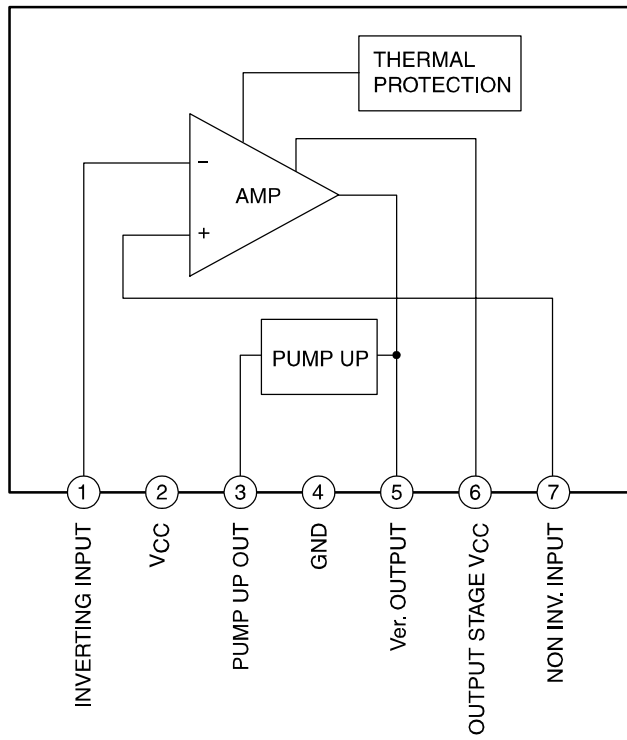 THERMAL
PROTECTION
−
AMP
+
PUMP UP
1
2
3
4
5
6
7
INVERTING INPUT
VCC
PUMP UP OUT
GND
Ver. OUTPUT
OUTPUT STAGE VCC
NON INV. INPUT